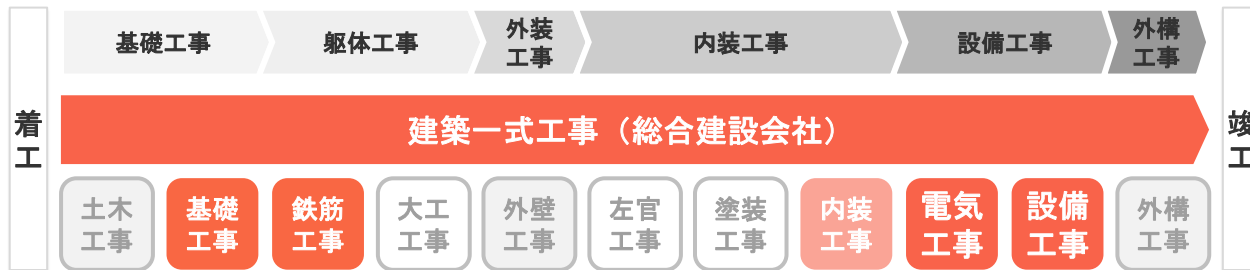 着
工
基礎工事
躯体工事
外装
工事
内装工事
設備工事
外構
工事
建築一式工事（総合建設会社）
土木
工事
基礎
工事
鉄筋
工事
大工
工事
外壁
工事
左官
工事
塗装
工事
内装
工事
電気
工事
設備
工事
外構
工事
竣
工